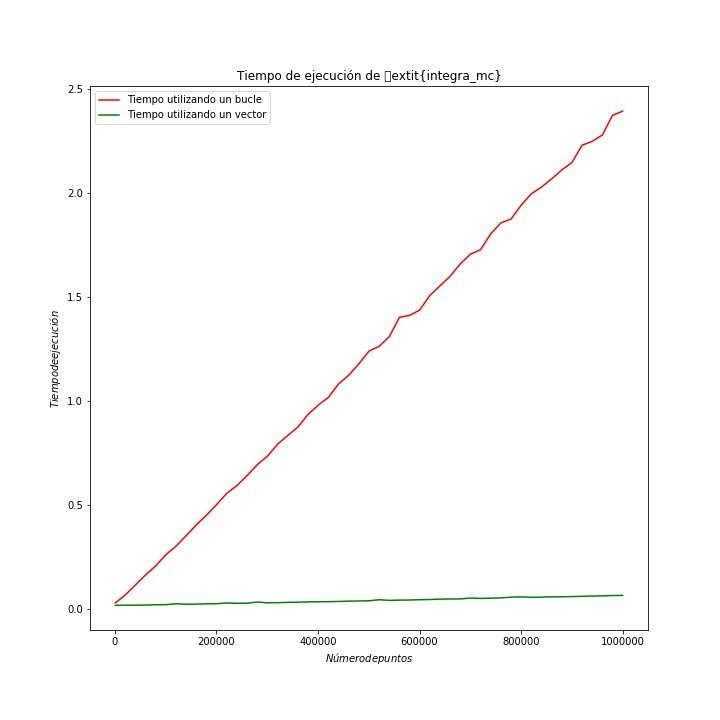 Tiempo de ejecución de ▯extit{integra_mc}
Tiempo utilizando un bucle
Tiempo utilizando un vector
2.5
2.0
1.5
1.0
0.5
0.0
Tiempodeejecución
0
200000
400000
600000
800000
1000000
Númerodepuntos